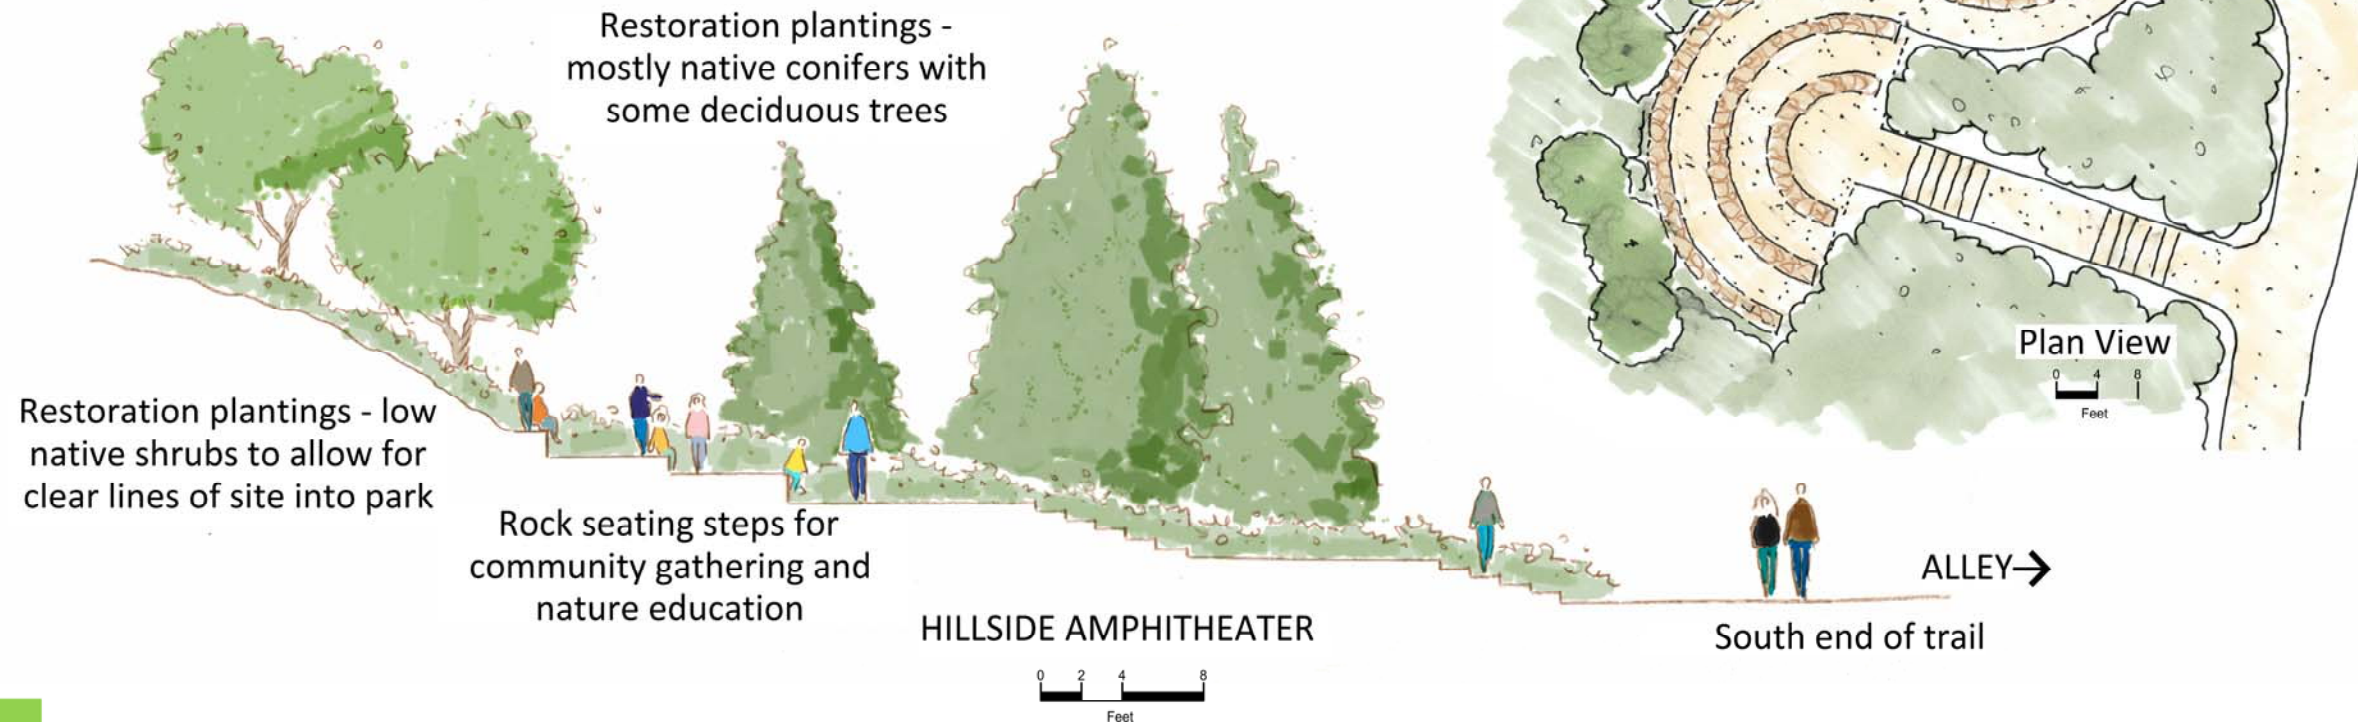 Restoration plantings -
mostly native conifers with
some deciduous trees
Restoration plantings - low
native shrubs to allow for
clear lines of site into park
Rock seating steps for
community gathering and
nature education
HILLSIDE AMPHITHEATER
0 2 4 8
Feet
Plan View
0 4 8
Feet
ALLEY→
South end of trail